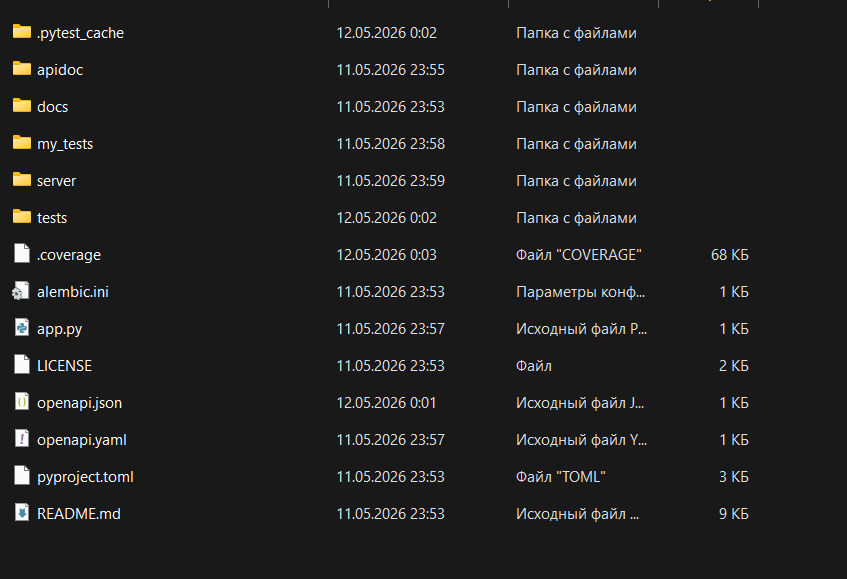 .pytest_cache 12.05.2026 0:02 Папка с файлами
apidoc 11.05.2026 23:55 Папка с файлами
docs 11.05.2026 23:53 Папка с файлами
my_tests 11.05.2026 23:58 Папка с файлами
server 11.05.2026 23:59 Папка с файлами
tests 12.05.2026 0:02 Папка с файлами
.coverage 12.05.2026 0:03 Файл "COVERAGE" 68 КБ
alembic.ini 11.05.2026 23:53 Параметры конф... 1 КБ
app.py 11.05.2026 23:57 Исходный файл P... 1 КБ
LICENSE 11.05.2026 23:53 Файл 2 КБ
openapi.json 12.05.2026 0:01 Исходный файл J... 1 КБ
openapi.yaml 11.05.2026 23:57 Исходный файл Y... 1 КБ
pyproject.toml 11.05.2026 23:53 Файл "TOML" 3 КБ
README.md 11.05.2026 23:53 Исходный файл ... 9 КБ